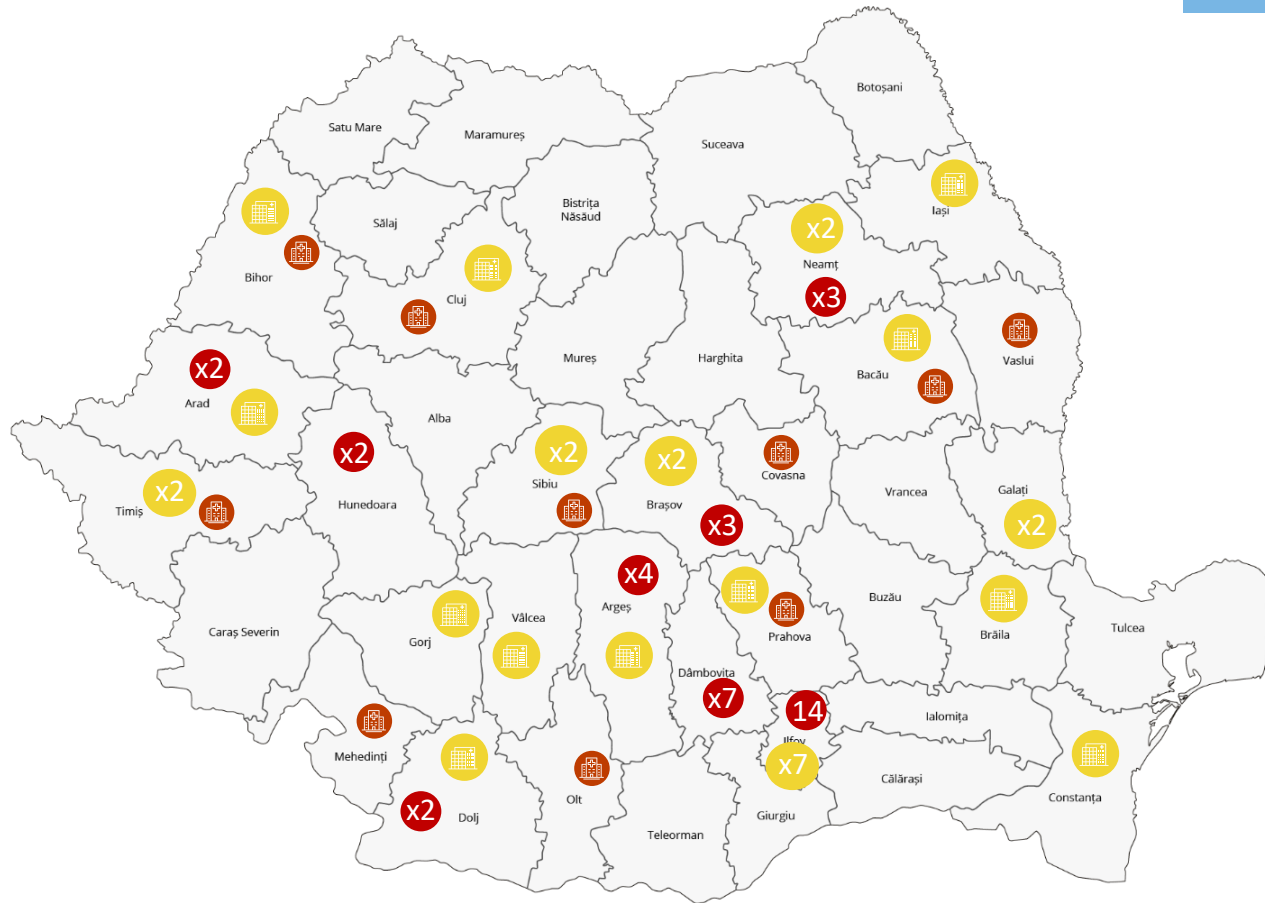 Botoșani
Satu Mare
Maramureș
Suceava
Bistrița
Năsăud
Iași
Sălaj
x2
Neamț
Bihor
x3
Cluj
Mureș
Harghita
Vaslui
x2
Bacău
Arad
Alba
x2
x2
x2
Covasna
Sibiu
Vrancea
Galați
x2
Timiș
Hunedoara
Brașov
x3
x2
x4
Argeș
Buzău
Vâlcea
Tulcea
Caraș Severin
Gorj
Prahova
Brăila
Dâmbovița
x7
14
Ialomița
Ilfov
Mehedinți
x7
Călărași
Olt
Constanța
x2
Dolj
Giurgiu
Teleorman